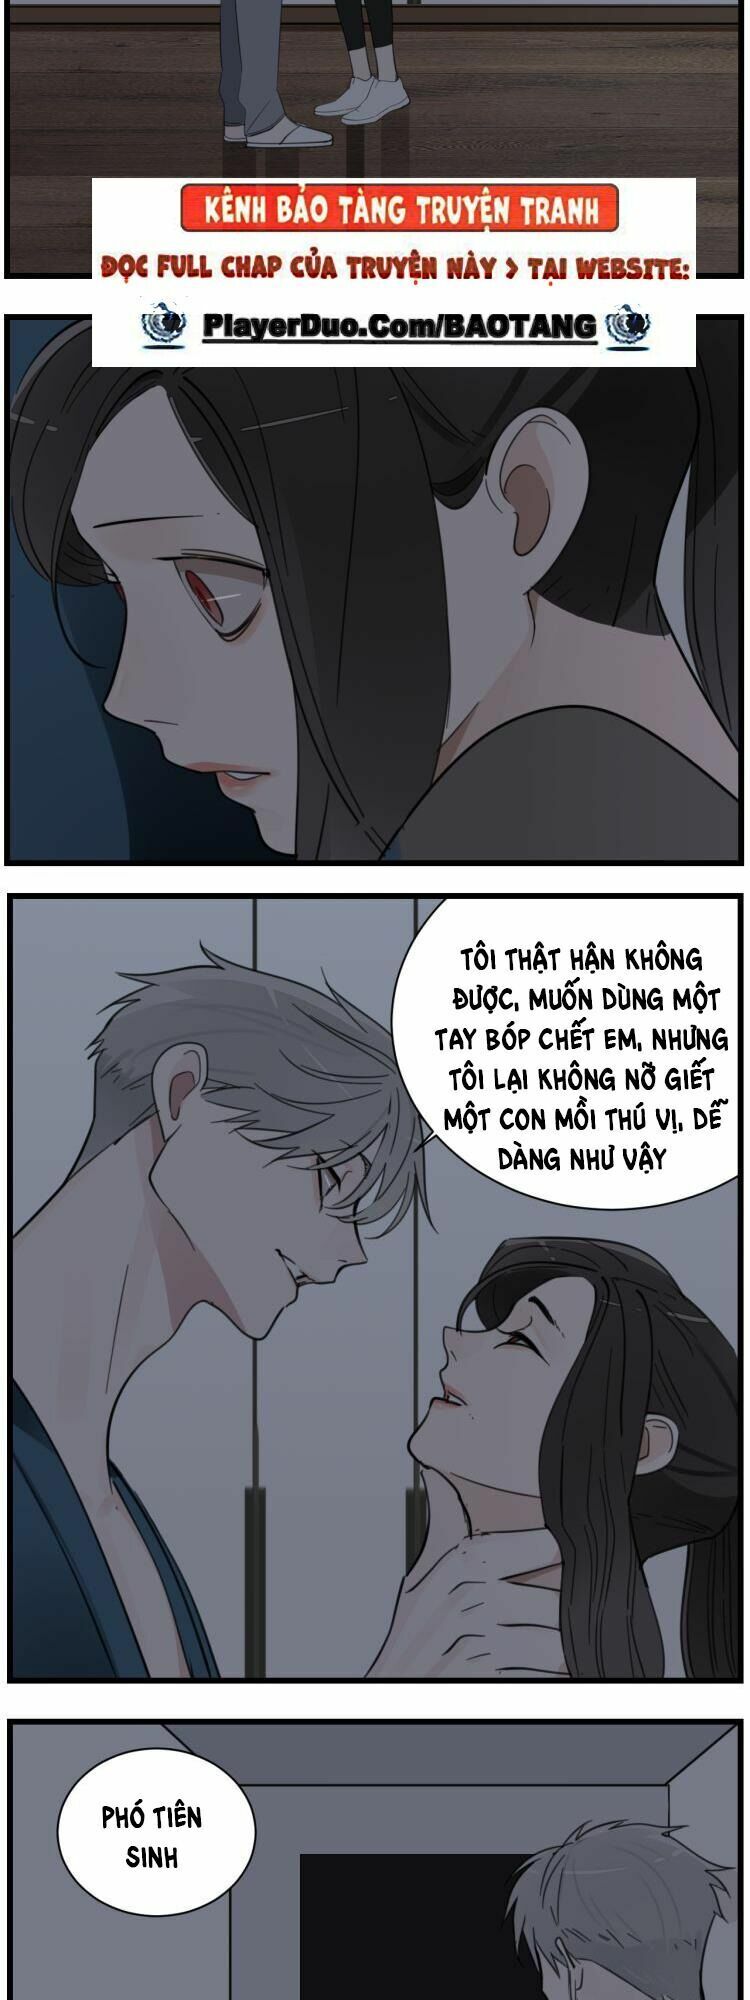 KÊNH BẢO TÀNG TRUYỆN TRANH
ĐỌC FULL CHAP CỦA TRUYỆN NÀY > TẠI WEBSITE:
PlayerDuo.Com/BAOTANG
TÔI THẬT HẬN KHÔNG
ĐƯỢC, MUỐN DÙNG MỘT
TAY BÓP CHẾT EM, NHƯNG
TÔI LẠI KHÔNG NỠ GIẾT
MỘT CON MỒI THÚ VỊ, DỄ
DÀNG NHƯ VẬY
PHÓ TIÊN
SINH